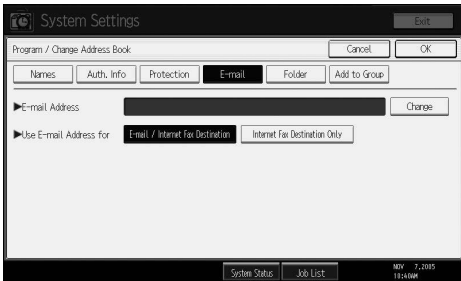 System Settings
Exit
Program / Change Address Book
Cancel
OK
Names
Auth. Info
Protection
E-mail
Folder
Add to Group
▶E-mail Address
Change
▶Use E-mail Address for
E-mail / Internet Fax Destination
Internet Fax Destination Only
System Status
Job List
NOV 7,2005
10:40AM